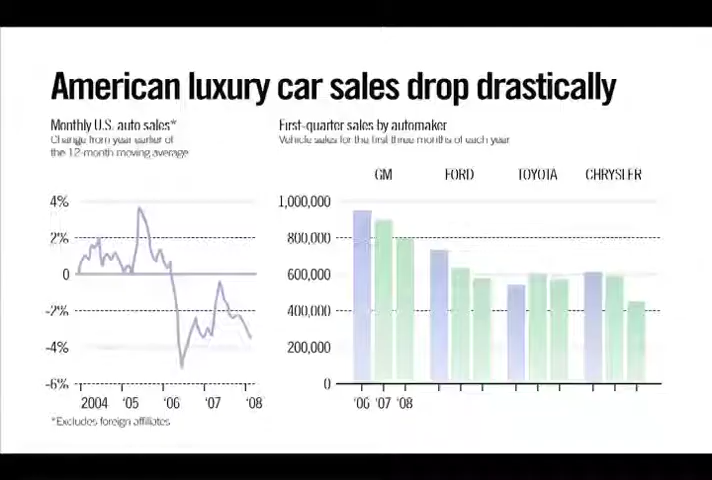 American luxury car sales drop drastically
Monthly U.S. auto sales*
Change from year earlier of
the 12-month moving average
First-quarter sales by automaker
Vehicle sales for the first three months of each year
GM FORD TOYOTA CHRYSLER
4%
2%
0
-2%
-4%
-6%
2004 '05 '06 '07 '08
*Excludes foreign affiliates
1,000,000
800,000
600,000
400,000
200,000
0
'06 '07 '08